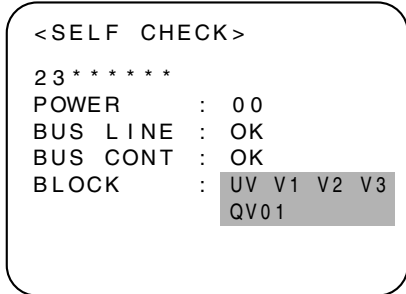 <SELF CHECK>
23******
POWER : 00
BUS LINE : OK
BUS CONT : OK
BLOCK : UV V1 V2 V3
QV01